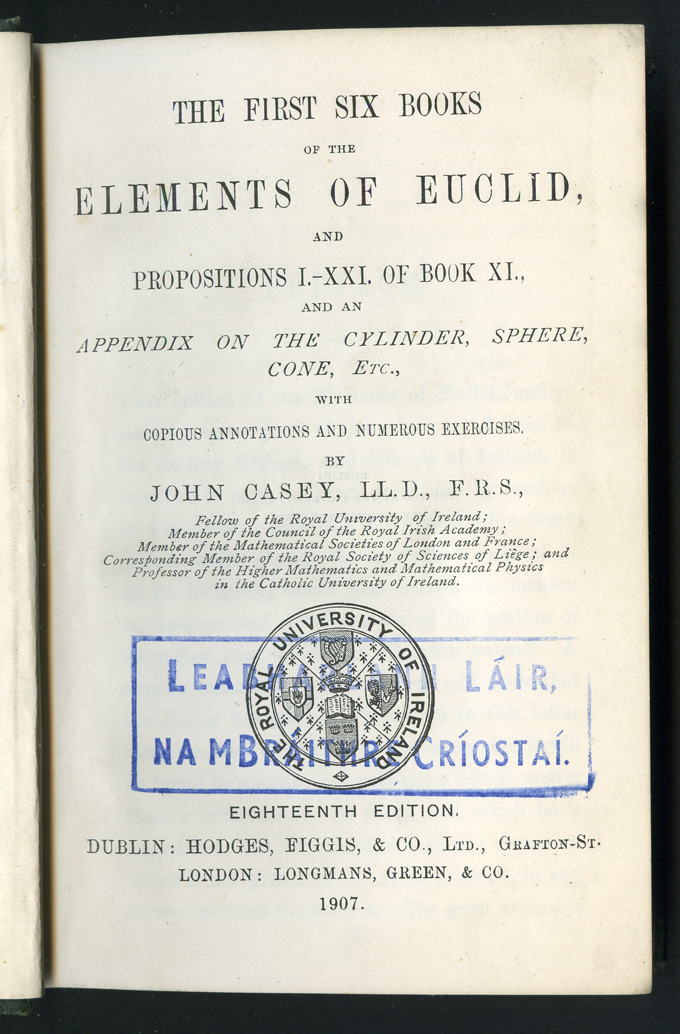 THE FIRST SIX BOOKS
OF THE
ELEMENTS OF EUCLID,
AND
PROPOSITIONS I.-XXI. OF BOOK XI.,
AND AN
APPENDIX ON THE CYLINDER, SPHERE,
CONE, ETC.,
WITH
COPIOUS ANNOTATIONS AND NUMEROUS EXERCISES.
BY
JOHN CASEY, LL.D., F.R.S.,
Fellow of the Royal University of Ireland;
Member of the Council of the Royal Irish Academy;
Member of the Mathematical Societies of London and France;
Corresponding Member of the Royal Society of Sciences of Liège; and
Professor of the Higher Mathematics and Mathematical Physics
in the Catholic University of Ireland.
THE ROYAL UNIVERSITY OF IRELAND
LÁIR,
NA mBRÁITHRE CRÍOSTAÍ.
EIGHTEENTH EDITION.
DUBLIN: HODGES, FIGGIS, & CO., LTD., GRAFTON-ST.
LONDON: LONGMANS, GREEN, & CO.
1907.